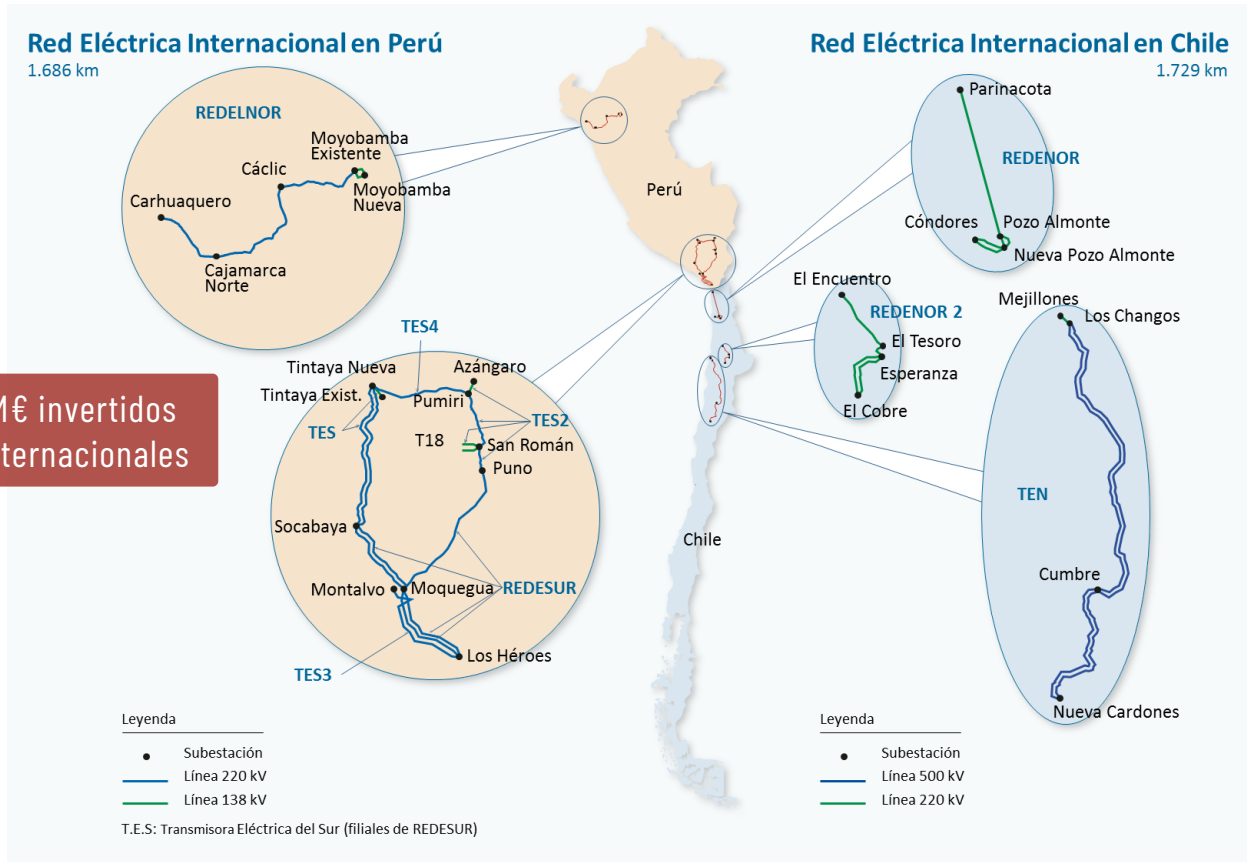 Red Eléctrica Internacional en Perú
1.686 km
REDELNOR
Moyobamba
Existente
Cáclic
Moyobamba
Nueva
Carhuaquero
Cajamarca
Norte
Perú
Chile
TES4
Tintaya Nueva
Azángaro
Tintaya Exist.
Pumiri
TES
TES2
T18
San Román
Puno
Socabaya
Montalvo
Moquegua
REDESUR
Los Héroes
TES3
M€ invertidos
ternacionales
Leyenda
Subestación
Línea 220 kV
Línea 138 kV
T.E.S: Transmisora Eléctrica del Sur (filiales de REDESUR)
Red Eléctrica Internacional en Chile
1.729 km
Parinacota
REDENOR
Cóndores
Pozo Almonte
Nueva Pozo Almonte
El Encuentro
REDENOR 2
El Tesoro
Esperanza
El Cobre
Mejillones
Los Changos
TEN
Cumbre
Nueva Cardones
Leyenda
Subestación
Línea 500 kV
Línea 220 kV